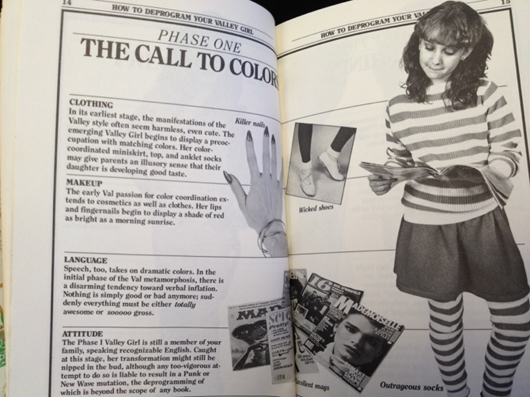 14
HOW TO DEPROGRAM YOUR VALLEY GIRL
PHASE ONE
THE CALL TO COLORS
CLOTHING
In its earliest stage, the manifestations of the
Valley style often seem harmless, even cute. The
emerging Valley Girl begins to display a preoc-
cupation with matching colors. Her color-
coordinated miniskirt, top, and anklet socks
may give parents an illusory sense that their
daughter is developing good taste.
MAKEUP
The early Val passion for color coordination ex-
tends to cosmetics as well as clothes. Her lips
and fingernails begin to display a shade of red
as bright as a morning sunrise.
LANGUAGE
Speech, too, takes on dramatic colors. In the
initial phase of the Val metamorphosis, there is
a disarming tendency toward verbal inflation.
Nothing is simply good or bad anymore; sud-
denly everything must be either totally
awesome or sooooo gross.
ATTITUDE
The Phase I Valley Girl is still a member of your
family, speaking recognizable English. Caught
at this stage, her transformation might still be
nipped in the bud, although any too-vigorous at-
tempt to do so is liable to result in a Punk or
New Wave mutation, the deprogramming of
which is beyond the scope of any book.
Killer nails
15
HOW TO DEPROGRAM YOUR VAL
Wicked shoes
mags
Outrageous socks